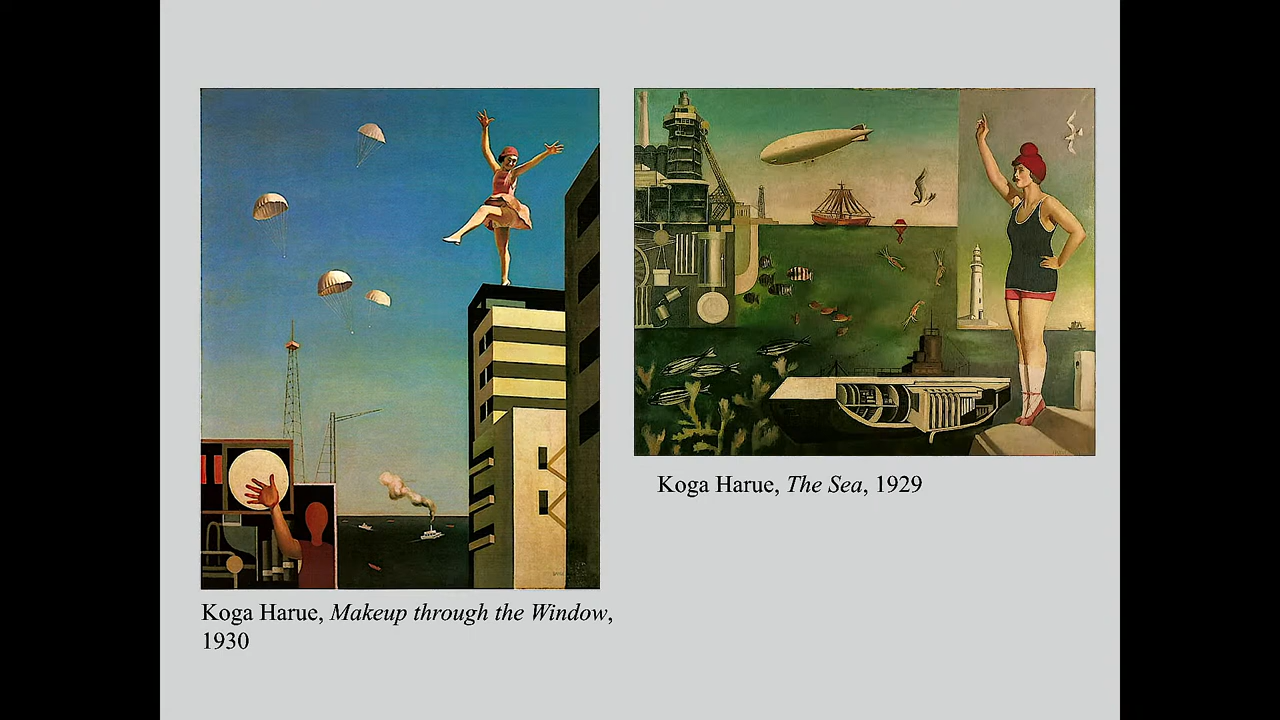 Koga Harue, The Sea, 1929
Koga Harue, Makeup through the Window,
1930